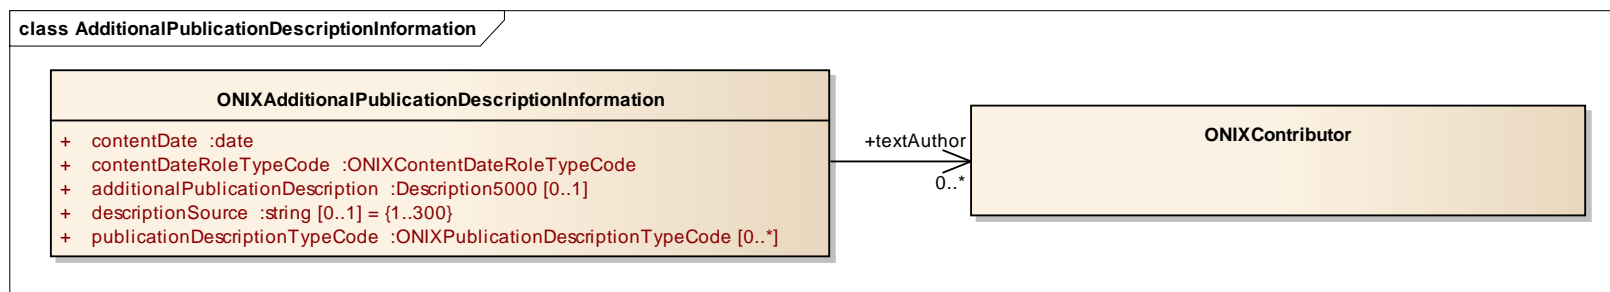 class AdditionalPublicationDescriptionInformation
ONIXAdditionalPublicationDescriptionInformation
+ contentDate :date
+ contentDateRoleTypeCode :ONIXContentDateRoleTypeCode
+ additionalPublicationDescription :Description5000 [0..1]
+ descriptionSource :string [0..1] = {1..300}
+ publicationDescriptionTypeCode :ONIXPublicationDescriptionTypeCode [0..*]
+textAuthor
0..*
ONIXContributor